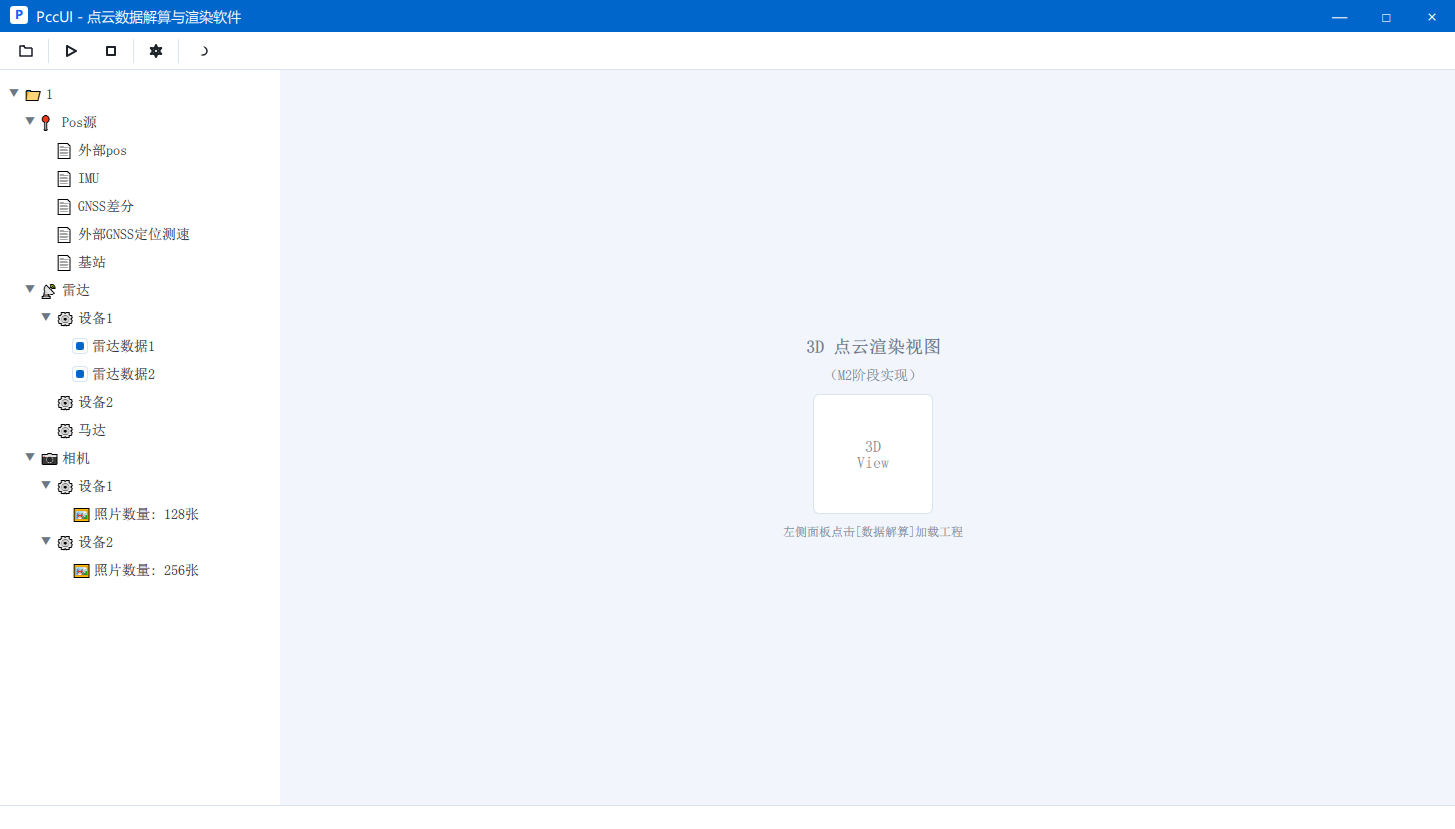 P PccUI - 点云数据解算与渲染软件
1
Pos源
外部pos
IMU
GNSS差分
外部GNSS定位测速
基站
雷达
设备1
雷达数据1
雷达数据2
设备2
马达
相机
设备1
照片数量: 128张
设备2
照片数量: 256张
3D 点云渲染视图
（M2阶段实现）
3D
View
左侧面板点击[数据解算]加载工程